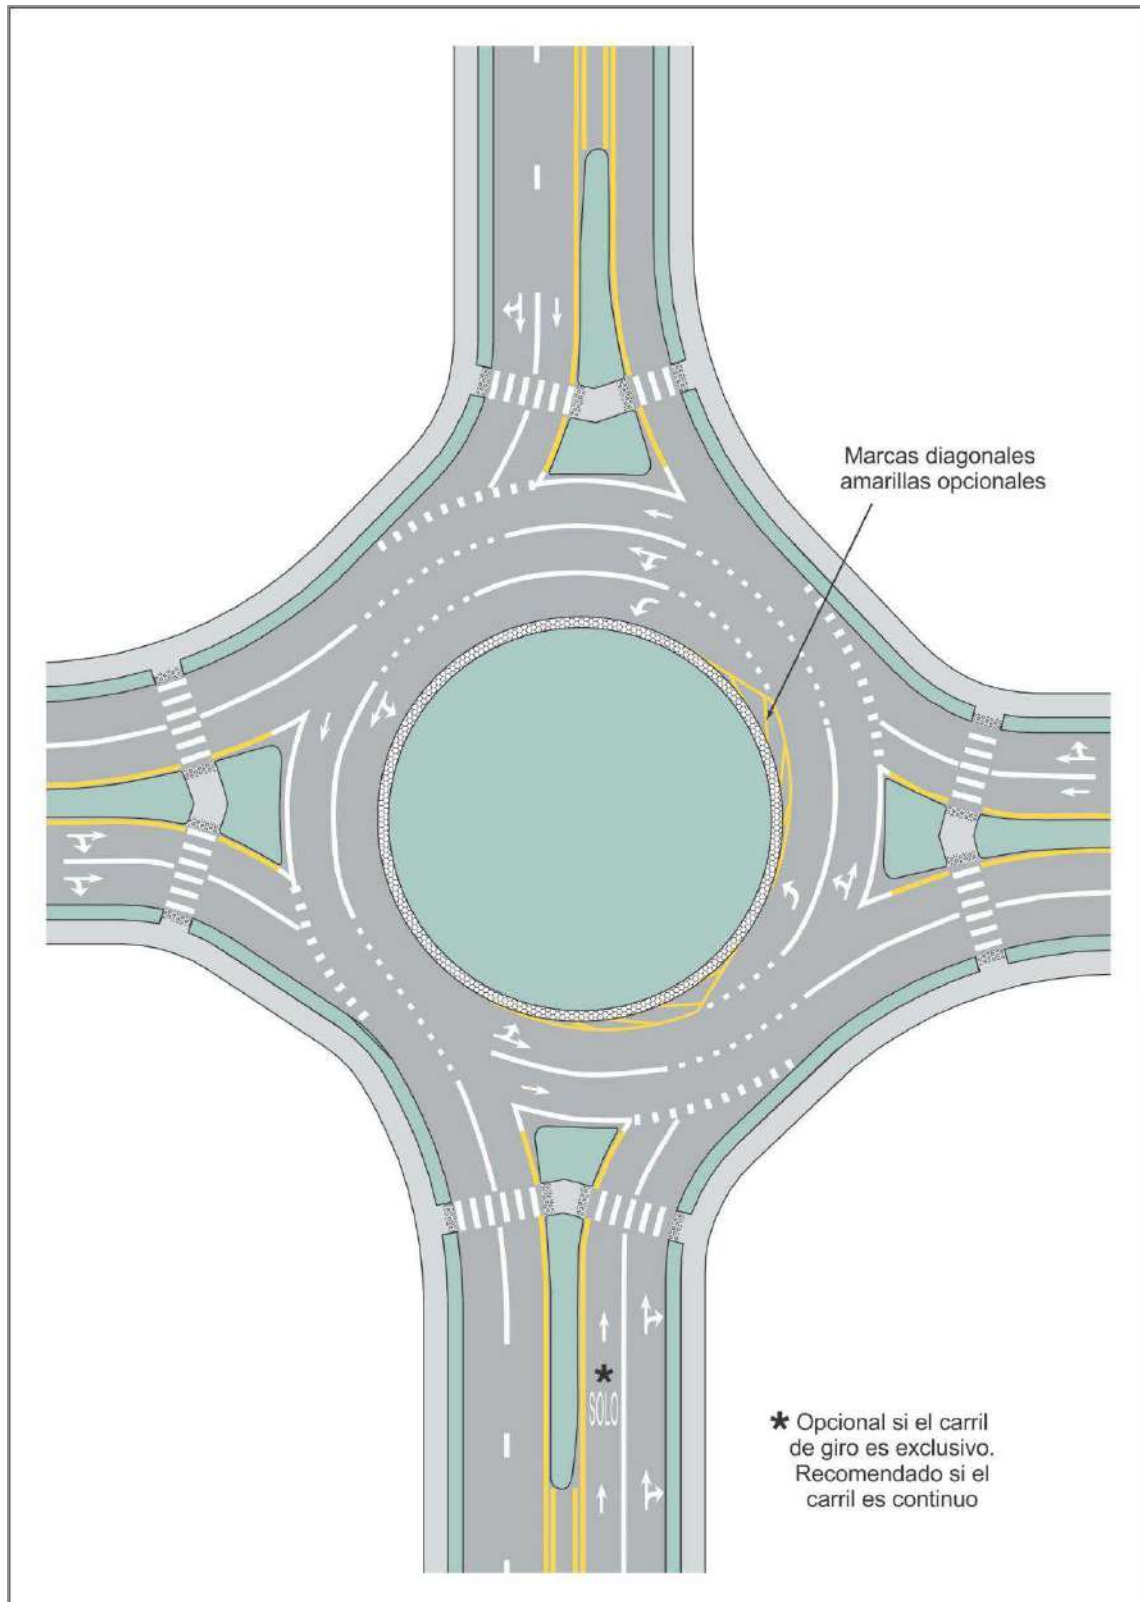 Marcas diagonales
amarillas opcionales
*
SOLO
* Opcional si el carril
de giro es exclusivo.
Recomendado si el
carril es continuo